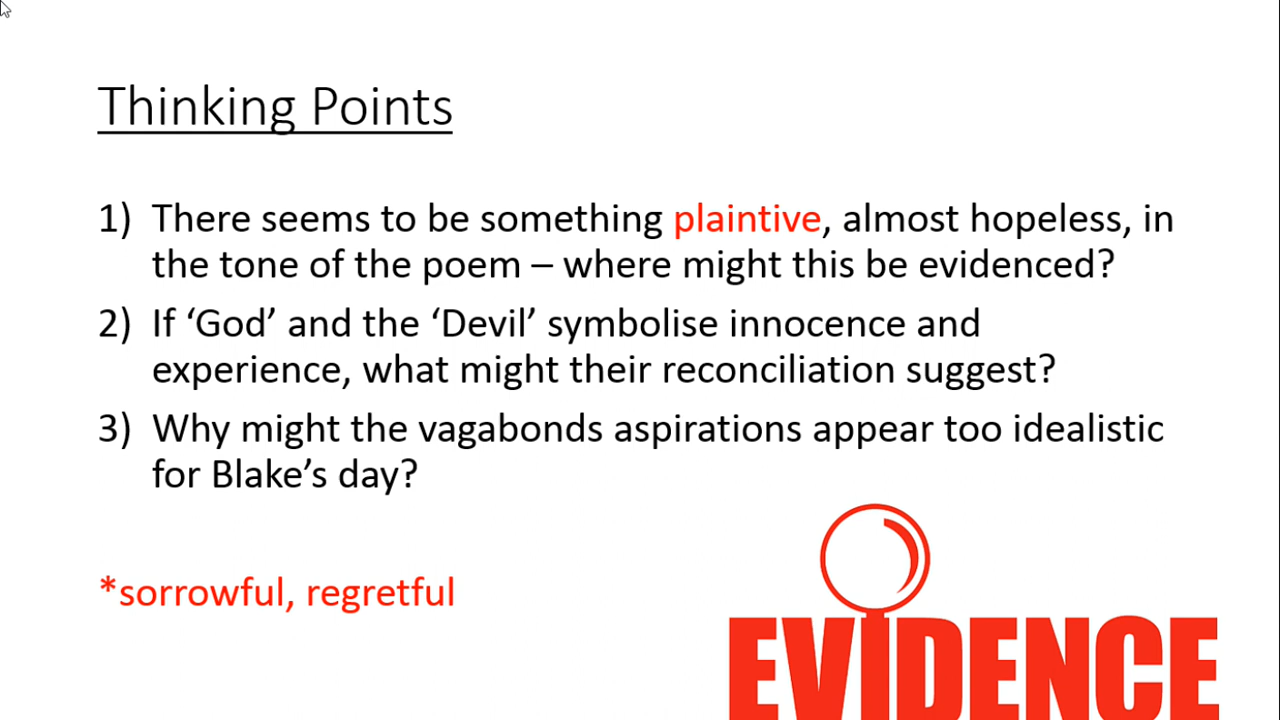 Thinking Points
1) There seems to be something plaintive, almost hopeless, in
the tone of the poem – where might this be evidenced?
2) If ‘God’ and the ‘Devil’ symbolise innocence and
experience, what might their reconciliation suggest?
3) Why might the vagabonds aspirations appear too idealistic
for Blake’s day?
*sorrowful, regretful
EVIDENCE